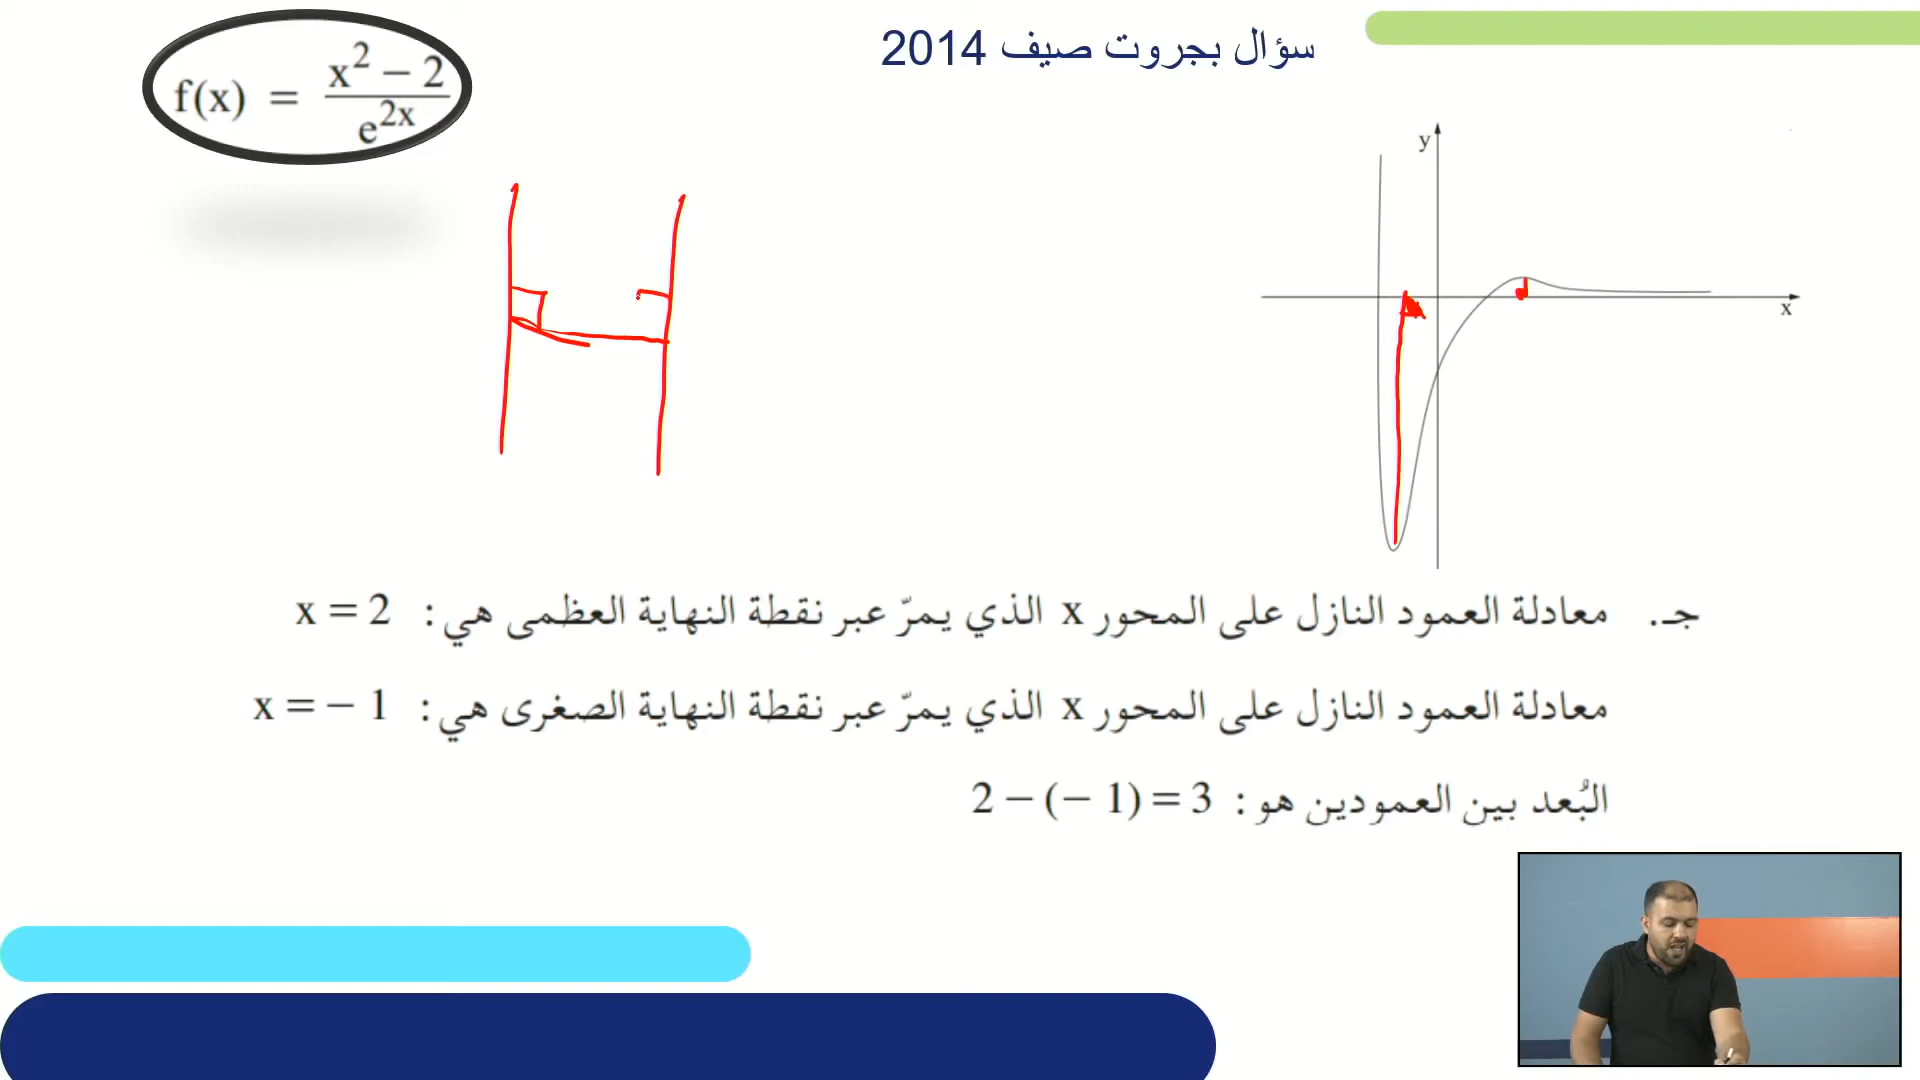 سؤال بجروت صيف 2014
f(x) = \frac{x^2 - 2}{e^{2x}}
y
x
جـ. معادلة العمود النازل على المحور x الذي يمرّ عبر نقطة النهاية العظمى هي: x = 2
معادلة العمود النازل على المحور x الذي يمرّ عبر نقطة النهاية الصغرى هي: x = − 1
البُعد بين العمودين هو: 2 − (− 1) = 3